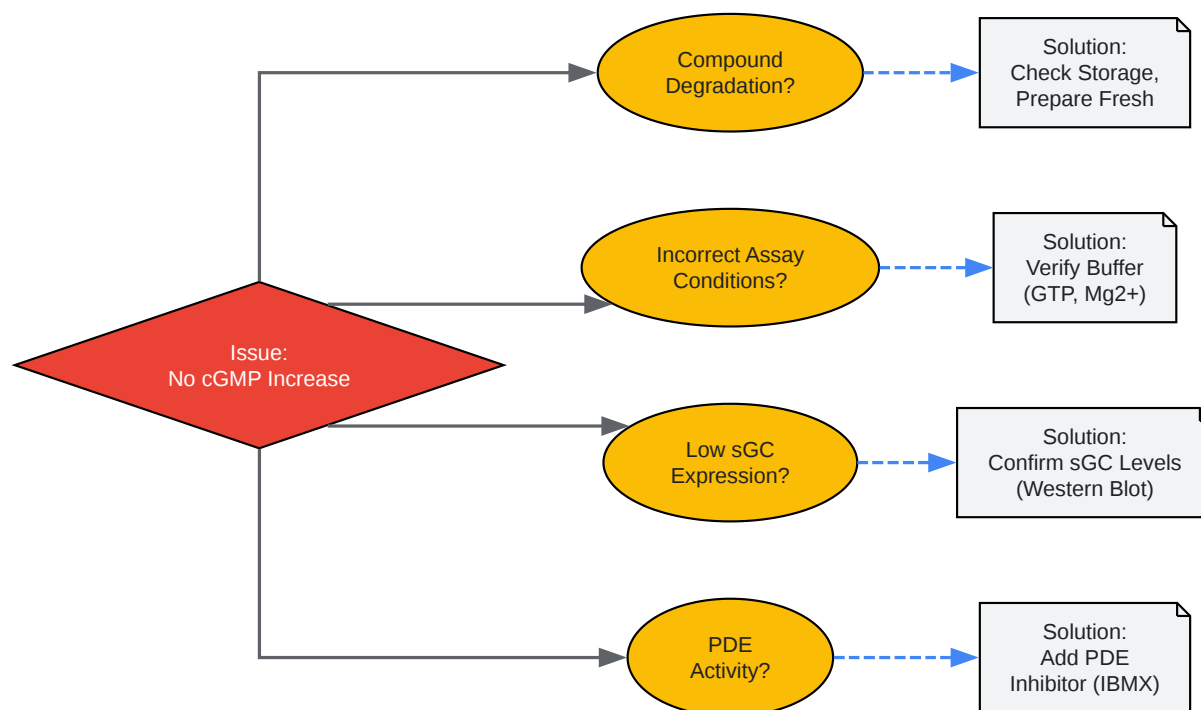 Compound
Degradation?
Solution:
Check Storage,
Prepare Fresh
Incorrect Assay
Conditions?
Solution:
Verify Buffer
(GTP, Mg2+)
Issue:
No cGMP Increase
Low sGC
Expression?
Solution:
Confirm sGC Levels
(Western Blot)
PDE
Activity?
Solution:
Add PDE
Inhibitor (IBMX)